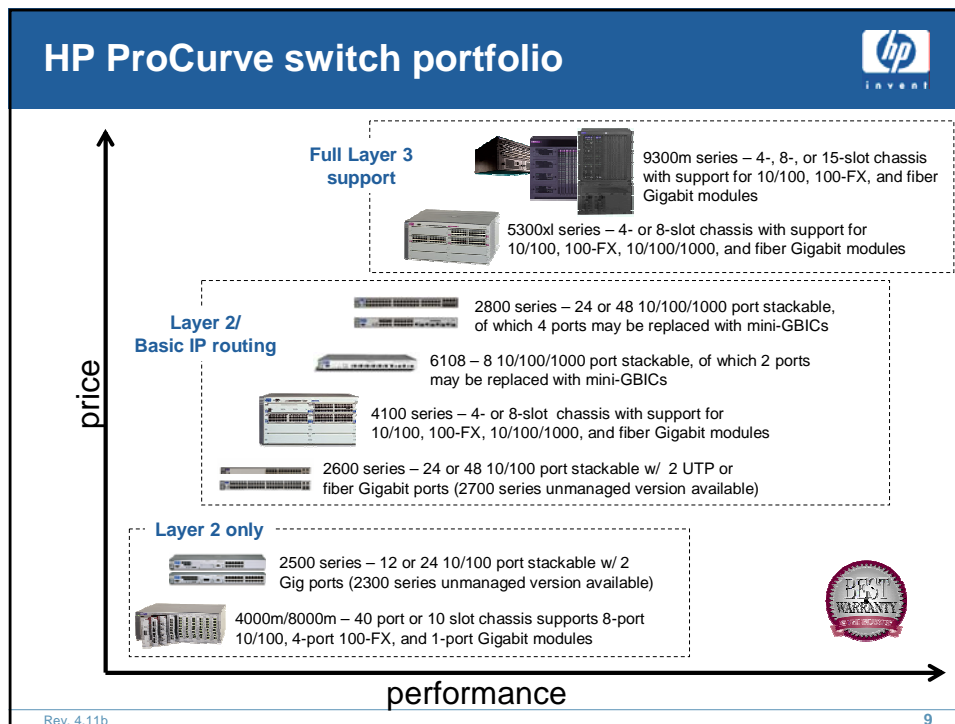 HP ProCurve switch portfolio
hp
invent
Full Layer 3
support
9300m series – 4-, 8-, or 15-slot chassis
with support for 10/100, 100-FX, and fiber
Gigabit modules
5300xl series – 4- or 8-slot chassis with support for
10/100, 100-FX, 10/100/1000, and fiber Gigabit modules
Layer 2/
Basic IP routing
2800 series – 24 or 48 10/100/1000 port stackable,
of which 4 ports may be replaced with mini-GBICs
6108 – 8 10/100/1000 port stackable, of which 2 ports
may be replaced with mini-GBICs
4100 series – 4- or 8-slot chassis with support for
10/100, 100-FX, 10/100/1000, and fiber Gigabit modules
2600 series – 24 or 48 10/100 port stackable w/ 2 UTP or
fiber Gigabit ports (2700 series unmanaged version available)
Layer 2 only
2500 series – 12 or 24 10/100 port stackable w/ 2
Gig ports (2300 series unmanaged version available)
4000m/8000m – 40 port or 10 slot chassis supports 8-port
10/100, 4-port 100-FX, and 1-port Gigabit modules
BEST
WARRANTY
price
performance
Rev. 4.11b
9